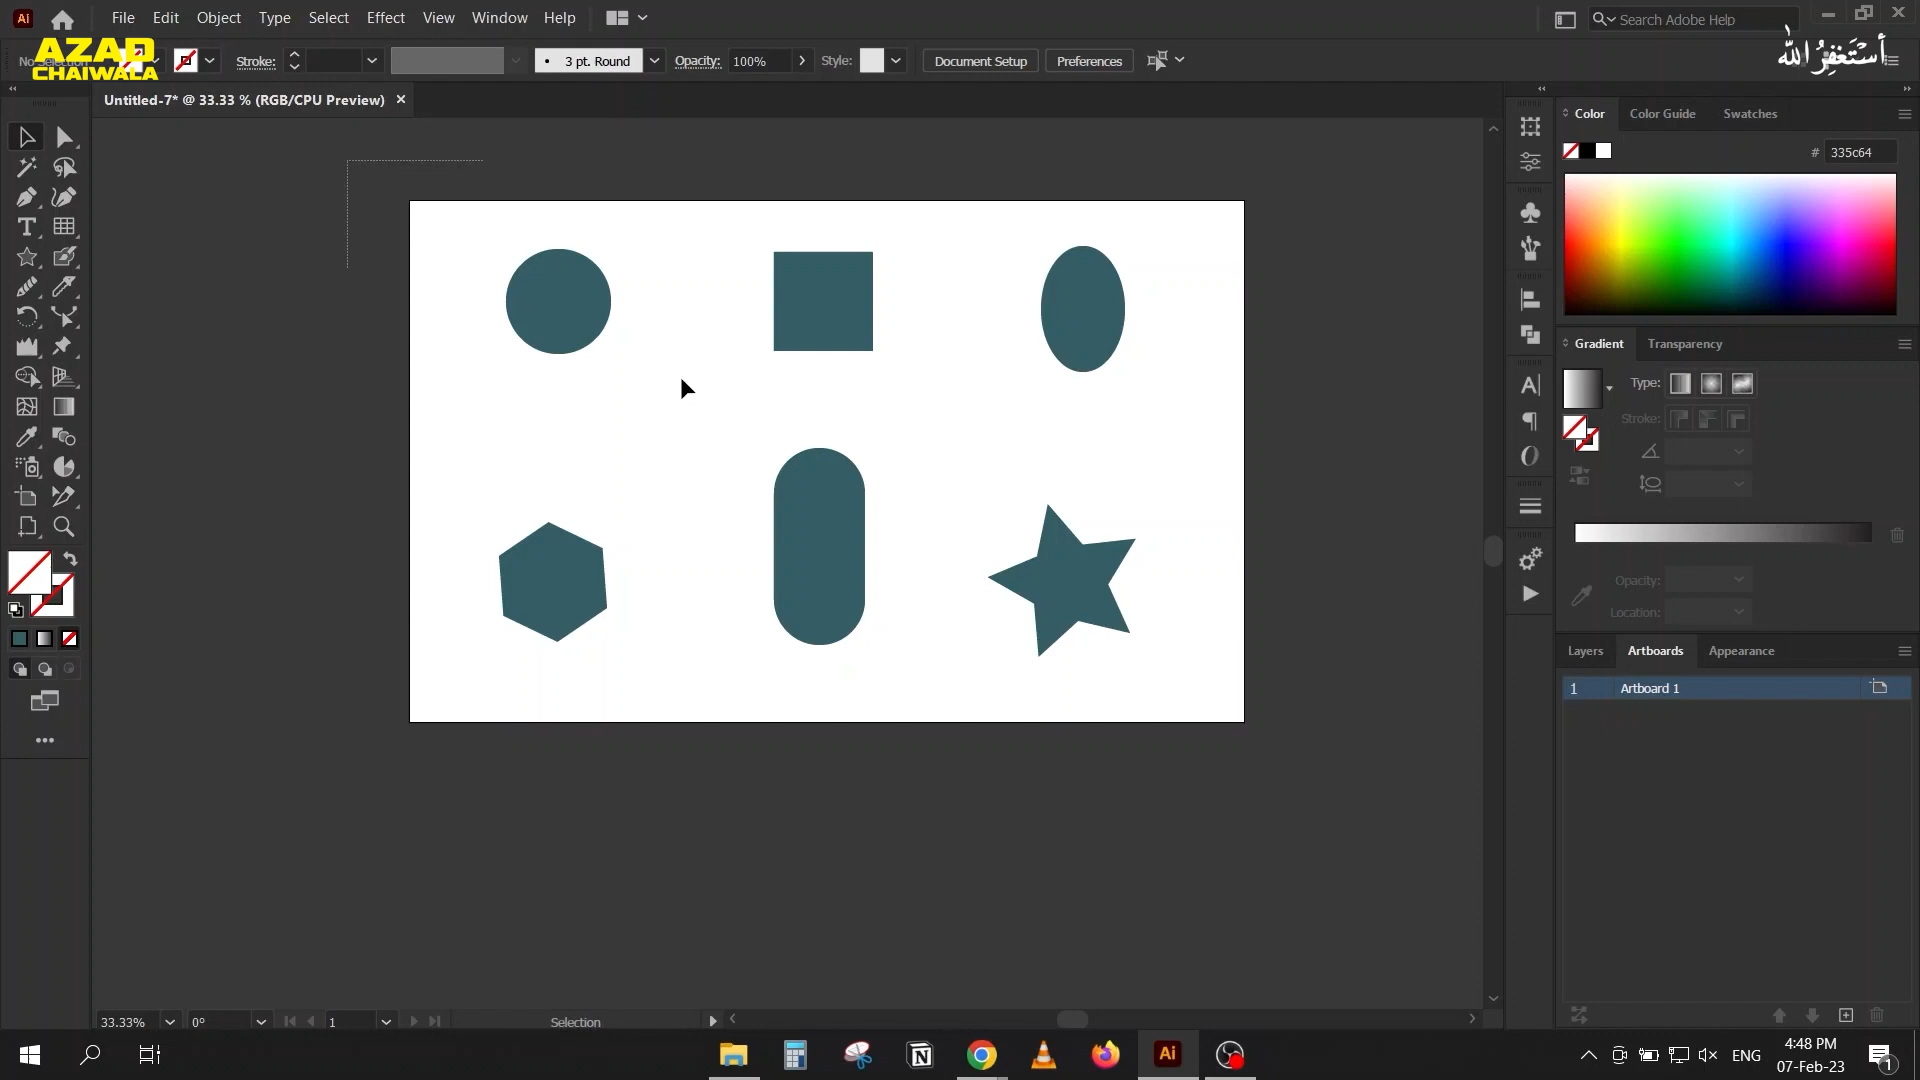 Ai File Edit Object Type Select Effect View Window Help Search Adobe Help
AZAD
CHAIWALA
أستغفر الله
Stroke: 3 pt. Round Opacity: 100% Style: Document Setup Preferences
Untitled-7* @ 33.33 % (RGB/CPU Preview) ×
Color Color Guide Swatches
# 335c64
Gradient Transparency
Type:
Stroke:
Opacity:
Location:
Layers Artboards Appearance
1 Artboard 1
33.33% 0° 1 Selection
Ai ENG
4:48 PM
07-Feb-23
1